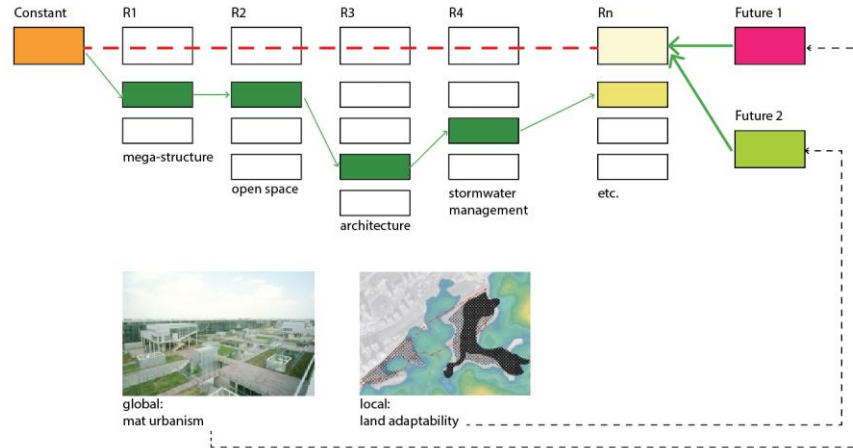 Constant
R1
R2
R3
R4
Rn
Future 1
Future 2
mega-structure
open space
architecture
stormwater
management
etc.
global:
mat urbanism
local:
land adaptability